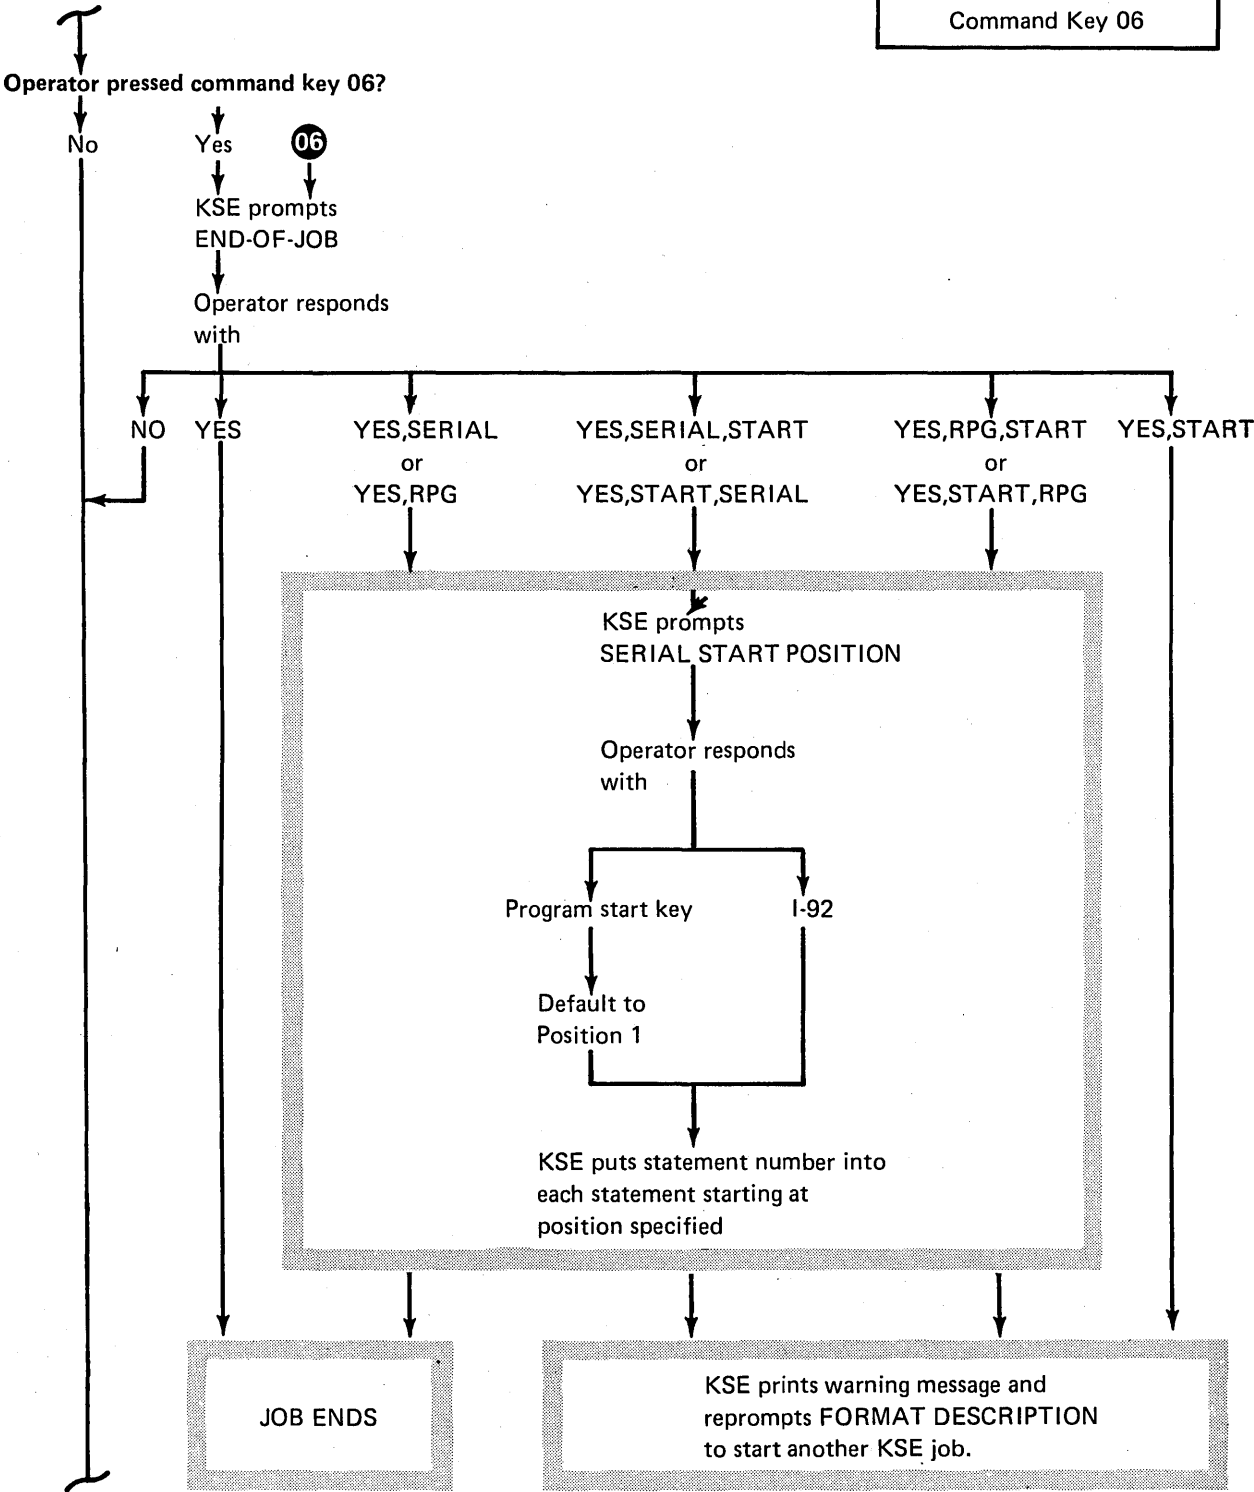 Command Key 06
Operator pressed command key 06?
No
Yes
06
KSE prompts
END-OF-JOB
Operator responds
with
NO
YES
YES,SERIAL
or
YES,RPG
YES,SERIAL,START
or
YES,START,SERIAL
YES,RPG,START
or
YES,START,RPG
YES,START
KSE prompts
SERIAL START POSITION
Operator responds
with
Program start key
I-92
Default to
Position 1
KSE puts statement number into
each statement starting at
position specified
JOB ENDS
KSE prints warning message and
reprompts FORMAT DESCRIPTION
to start another KSE job.